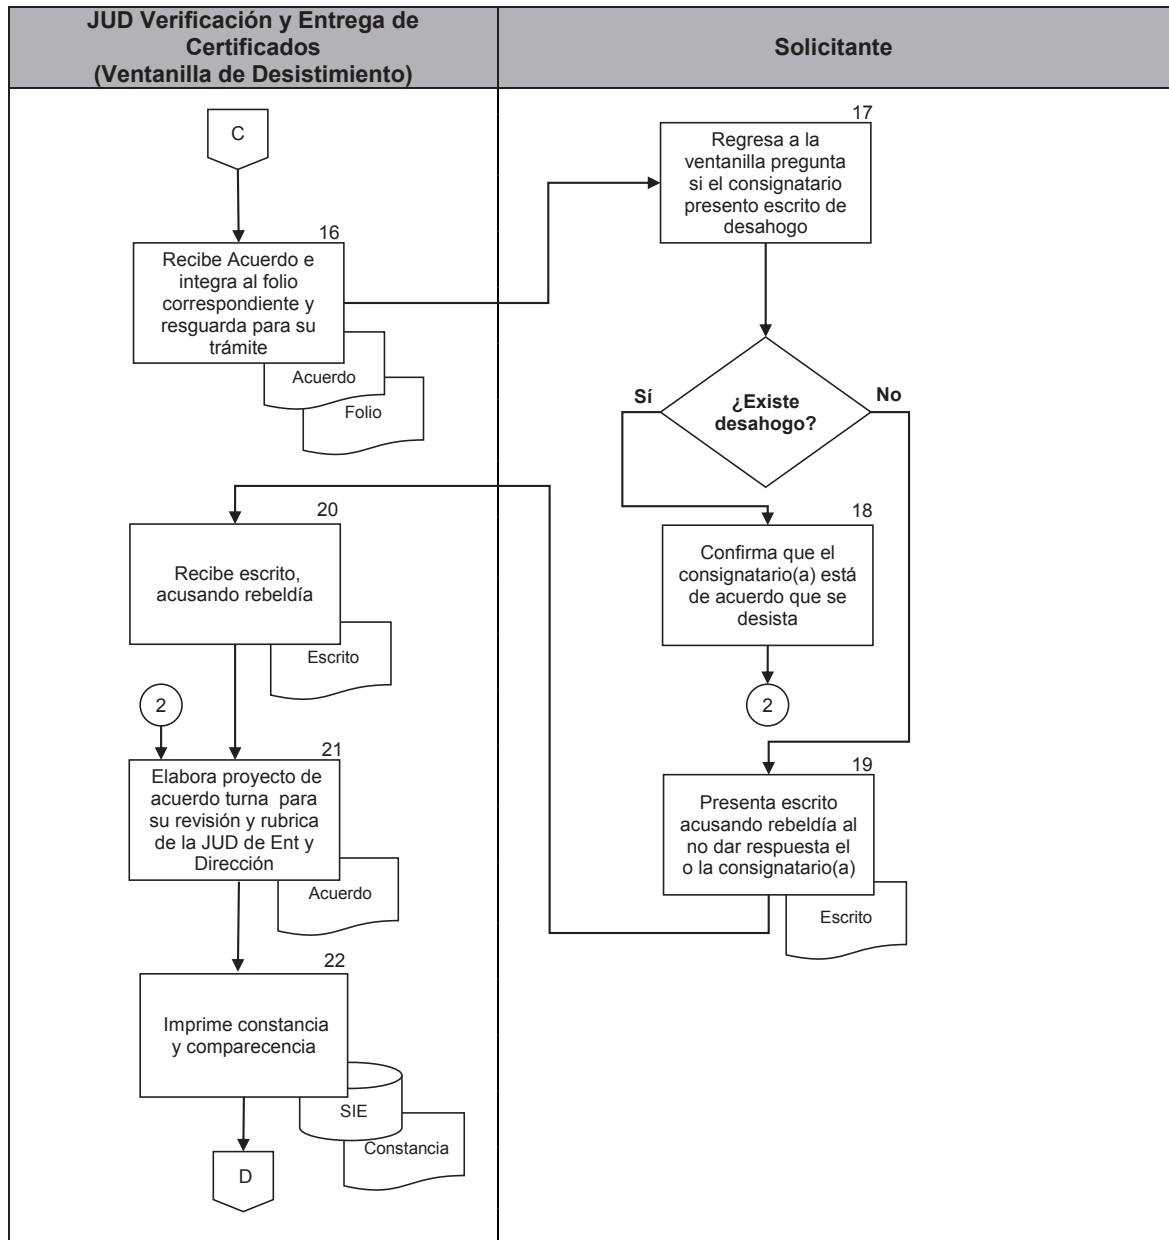 JUD Verificación y Entrega de
Certificados
(Ventanilla de Desistimiento)
Solicitante
C
16
Recibe Acuerdo e
integra al folio
correspondiente y
resguarda para su
trámite
Acuerdo
Folio
17
Regresa a la
ventanilla pregunta
si el consignatario
presento escrito de
desahogo
¿Existe
desahogo?
Sí
No
18
Confirma que el
consignatario(a) está
de acuerdo que se
desista
2
19
Presenta escrito
acusando rebeldía al
no dar respuesta el
o la consignatario(a)
Escrito
20
Recibe escrito,
acusando rebeldía
Escrito
2
21
Elabora proyecto de
acuerdo turna  para
su revisión y rubrica
de la JUD de Ent y
Dirección
Acuerdo
22
Imprime constancia
y comparecencia
SIE
Constancia
D